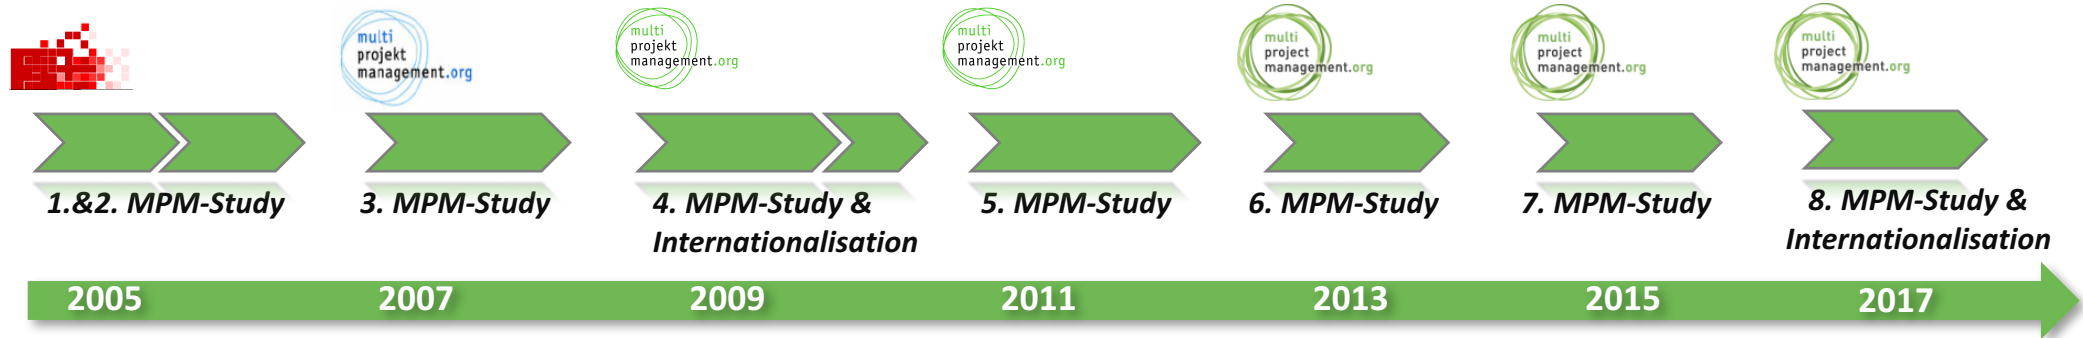 multi
projekt
management.org
multi
projekt
management.org
multi
projekt
management.org
multi
project
management.org
multi
project
management.org
multi
project
management.org
1.&2. MPM-Study
3. MPM-Study
4. MPM-Study &
Internationalisation
5. MPM-Study
6. MPM-Study
7. MPM-Study
8. MPM-Study &
Internationalisation
2005
2007
2009
2011
2013
2015
2017